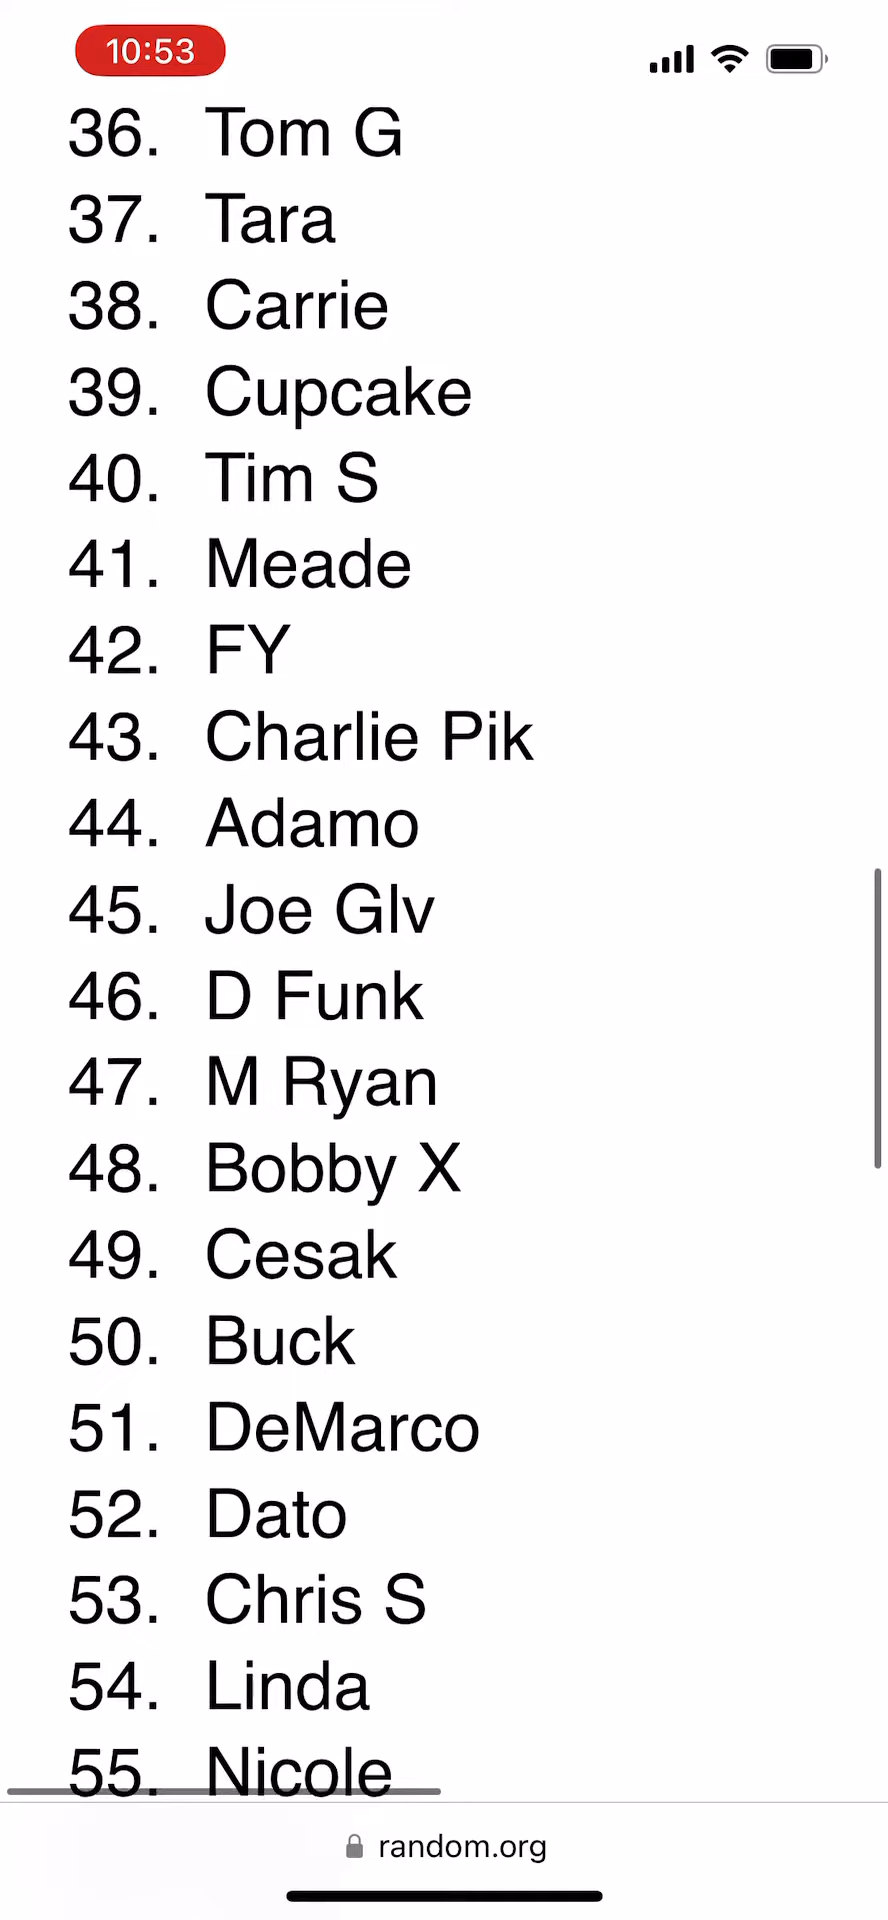 10:53
36. Tom G
37. Tara
38. Carrie
39. Cupcake
40. Tim S
41. Meade
42. FY
43. Charlie Pik
44. Adamo
45. Joe Glv
46. D Funk
47. M Ryan
48. Bobby X
49. Cesak
50. Buck
51. DeMarco
52. Dato
53. Chris S
54. Linda
55. Nicole
random.org